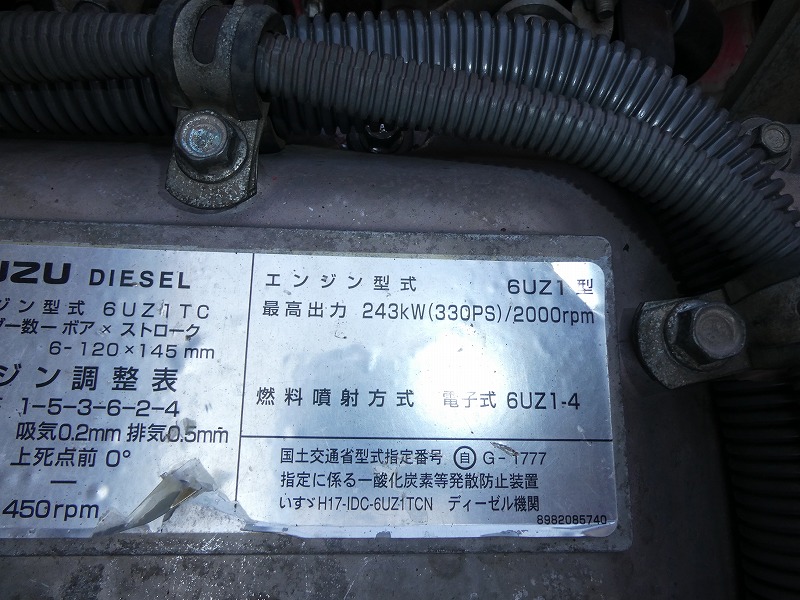 UZU DIESEL
ジン型式 6UZ1TC
ダー数ーボア×ストローク
6-120×145mm
ジン調整表
1-5-3-6-2-4
吸気0.2mm 排気0.5mm
上死点前 0°
—
450rpm
エンジン型式 6UZ1型
最高出力 243kW(330PS)/2000rpm
燃料噴射方式 電子式 6UZ1-4
国土交通省型式指定番号 自 G-1777
指定に係る一酸化炭素等発散防止装置
いすゞH17-IDC-6UZ1TCN ディーゼル機関
8982085740